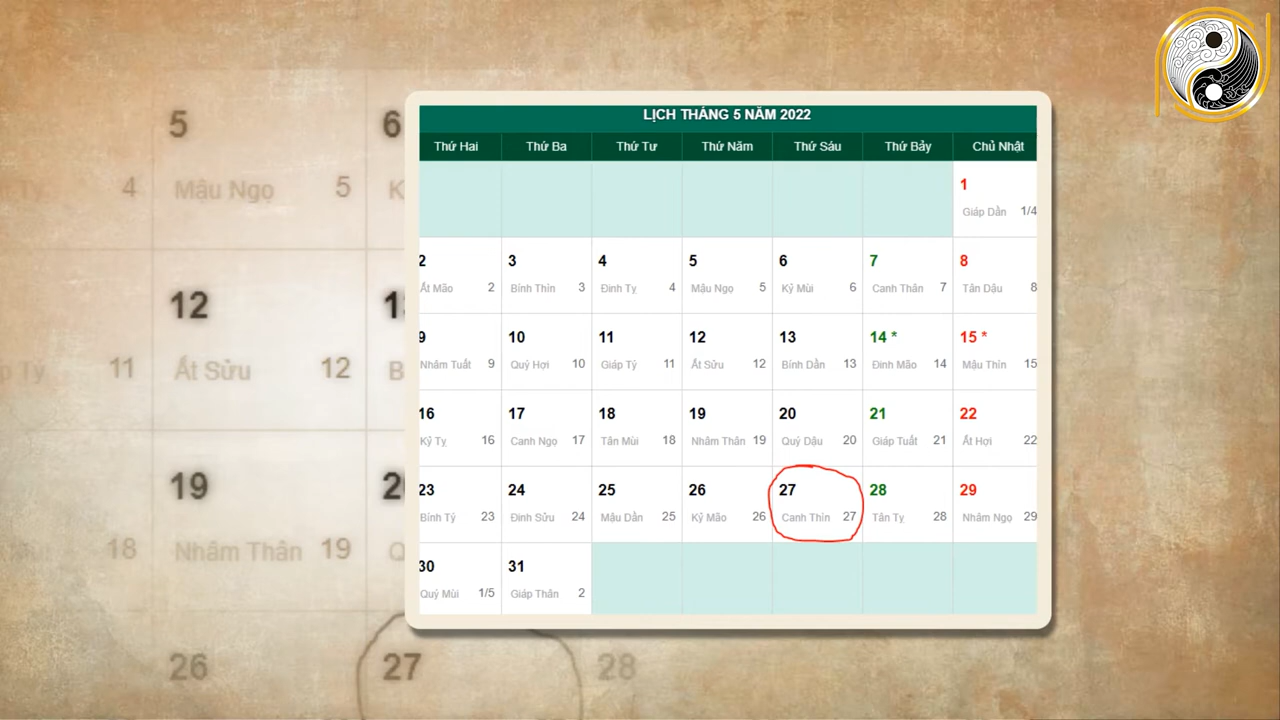 LỊCH THÁNG 5 NĂM 2022
Thứ Hai Thứ Ba Thứ Tư Thứ Năm Thứ Sáu Thứ Bảy Chủ Nhật
1
Giáp Dần 1/4
2 3 4 5 6 7 8
Ất Mão 2 Bính Thìn 3 Đinh Tỵ 4 Mậu Ngọ 5 Kỷ Mùi 6 Canh Thân 7 Tân Dậu 8
9 10 11 12 13 14 * 15 *
Nhâm Tuất 9 Quý Hợi 10 Giáp Tý 11 Ất Sửu 12 Bính Dần 13 Đinh Mão 14 Mậu Thìn 15
16 17 18 19 20 21 22
Kỷ Tỵ 16 Canh Ngọ 17 Tân Mùi 18 Nhâm Thân 19 Quý Dậu 20 Giáp Tuất 21 Ất Hợi 22
23 24 25 26 27 28 29
Bính Tý 23 Đinh Sửu 24 Mậu Dần 25 Kỷ Mão 26 Canh Thìn 27 Tân Tỵ 28 Nhâm Ngọ 29
30 31
Quý Mùi 1/5 Giáp Thân 2
5 6
4 Mậu Ngọ 5 K
12
11 Ất Sửu 12 B
19
18 Nhâm Thân 19
26 27 28